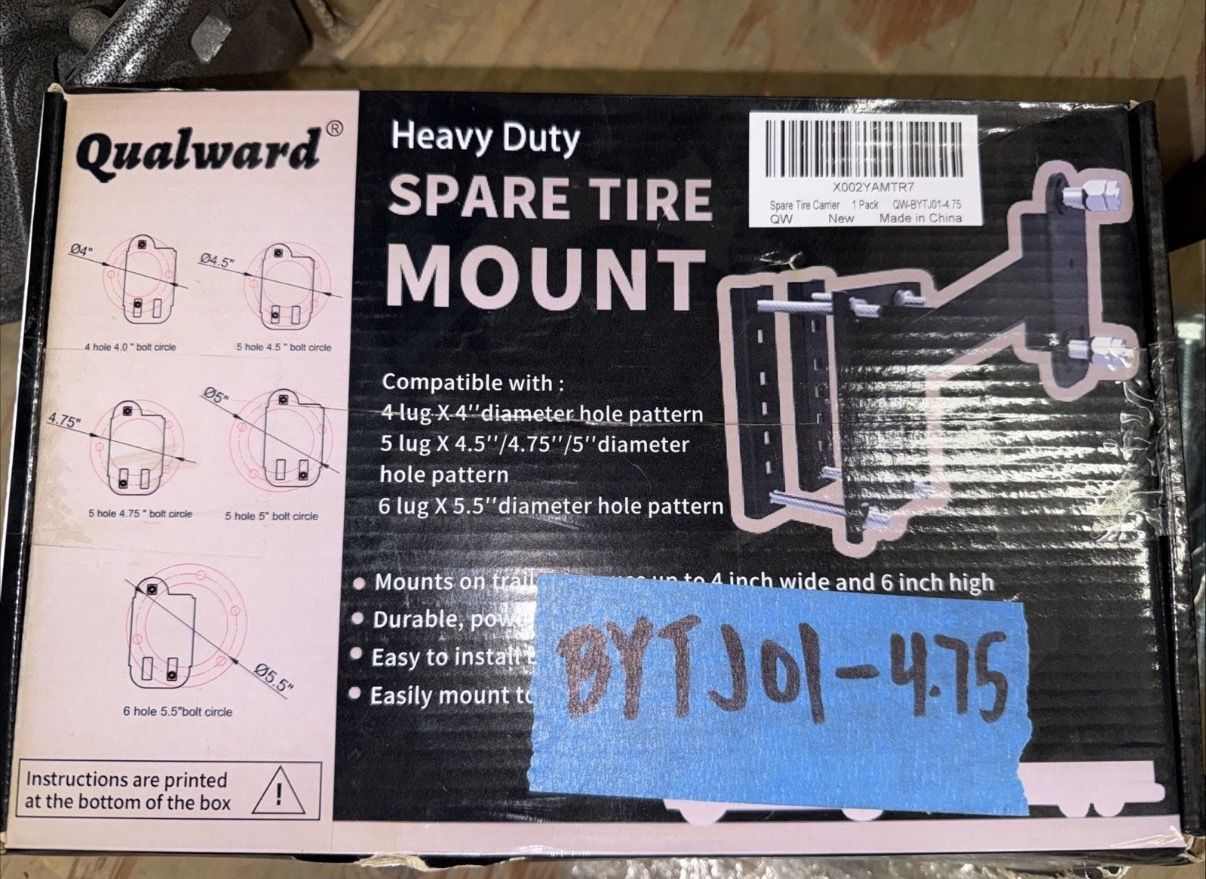 Qualward®
Ø4"
4 hole 4.0 " bolt circle
Ø4.5"
5 hole 4.5 " bolt circle
4.75"
5 hole 4.75 " bolt circle
Ø5"
5 hole 5" bolt circle
Ø5.5"
6 hole 5.5"bolt circle
Instructions are printed
at the bottom of the box
!
Heavy Duty
SPARE TIRE
MOUNT
X002YAMTR7
Spare Tire Carrier 1 Pack QW-BYTJ01-4.75
QW New Made in China
Compatible with :
4 lug X 4''diameter hole pattern
5 lug X 4.5''/4.75''/5''diameter
hole pattern
6 lug X 5.5''diameter hole pattern
• Mounts on up to 4 inch wide and 6 inch high
• Durable,
• Easy to install
• Easily mount
BYTJ01-4.75